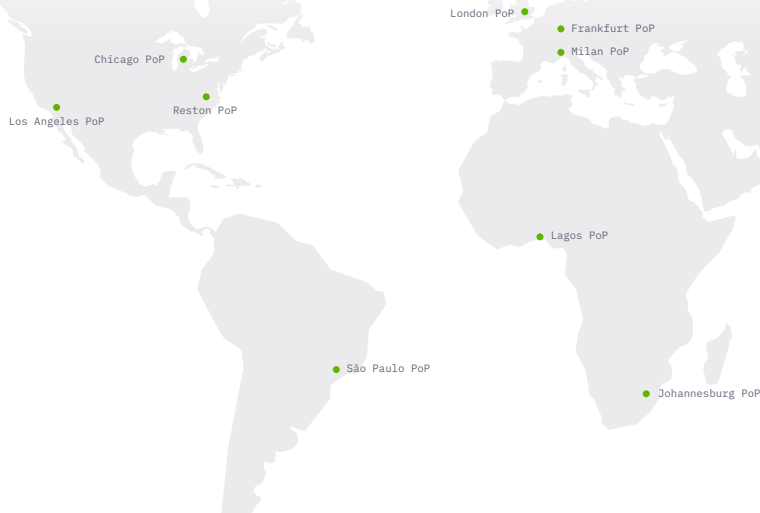 London PoP
Frankfurt PoP
Milan PoP
Chicago PoP
Reston PoP
Los Angeles PoP
Lagos PoP
São Paulo PoP
Johannesburg PoP